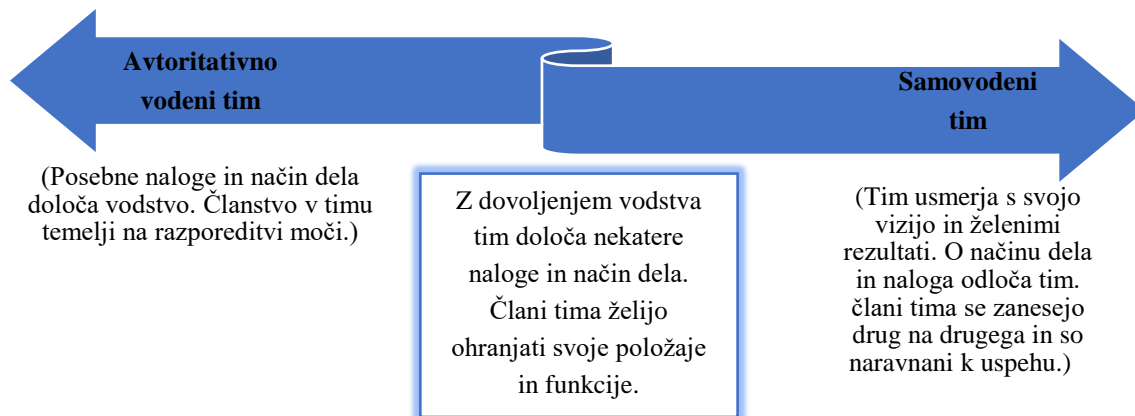 Avtoritativno
vodeni tim
Samovodeni
tim
(Posebne naloge in način dela
določa vodstvo. Članstvo v timu
temelji na razporeditvi moči.)
Z dovoljenjem vodstva
tim določa nekatere
naloge in način dela.
Člani tima želijo
ohranjati svoje položaje
in funkcije.
(Tim usmerja s svojo
vizijo in želenimi
rezultati. O načinu dela
in naloga odloča tim.
člani tima se zanesejo
drug na drugega in so
naravnani k uspehu.)